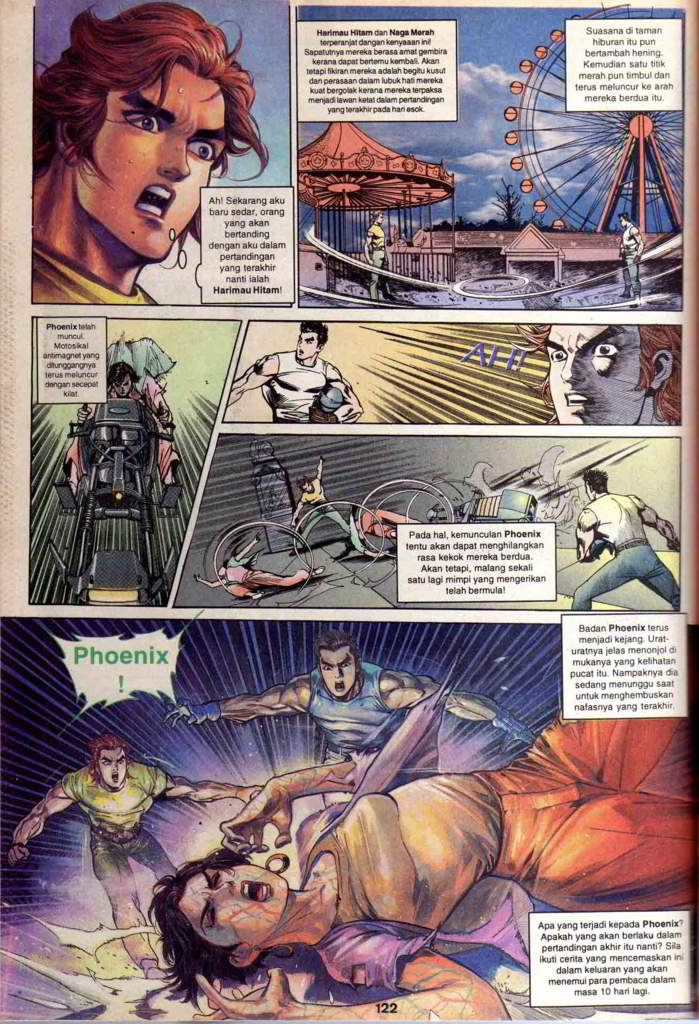 Ah! Sekarang aku
baru sedar, orang
yang akan
bertanding
dengan aku dalam
pertandingan
yang terakhir
ialah
Harimau Hitam!
Harimau Hitam dan Naga Merah
terperanjat dengan kenyaaan ini!
Sapatutnya mereka berasa amat gembira
kerana dapat bertemu kembali. Akan
tetapi fikiran mereka adalah begitu kusut
dan perasaan dalam lubuk hati mereka
kuat bergolak kerana mereka terpaksa
menjadi lawan ketat dalam pertandingan
yang terakhir pada hari esok.
Suasana di taman
hiburan itu pun
bertambah hening.
Kemudian satu titik
merah pun timbul dan
terus meluncur ke arah
mereka berdua itu.
Phoenix telah
muncul.
Motosikal
antimagnet yang
ditunggangnya
terus meluncur
dengan secepat
kilat.
AH!
Pada hal, kemunculan Phoenix
tentu akan dapat menghilangkan
rasa kekok mereka berdua.
Akan tetapi, malang sekali
satu lagi mimpi yang mengerikan
telah bermula!
Phoenix
!
Badan Phoenix terus
menjadi kejang. Urat-
uratnya jelas menonjol di
mukanya yang kelihatan
pucat itu. Nampaknya dia
sedang menunggu saat
untuk menghembuskan
nafasnya yang terakhir.
Apa yang terjadi kepada Phoenix?
Apakah yang akan berlaku dalam
pertandingan akhir itu nanti? Sila
ikuti cerita yang mencemaskan ini
dalam keluaran yang akan
menemui para pembaca dalam
masa 10 hari lagi.
122